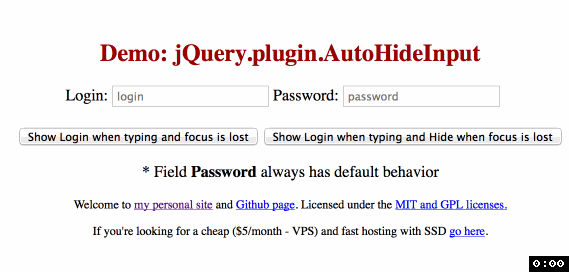 Demo: jQuery.plugin.AutoHideInput
Login: login Password: password
Show Login when typing and focus is lost Show Login when typing and Hide when focus is lost
* Field Password always has default behavior
Welcome to my personal site and Github page. Licensed under the MIT and GPL licenses.
If you're looking for a cheap ($5/month - VPS) and fast hosting with SSD go here.
0:00